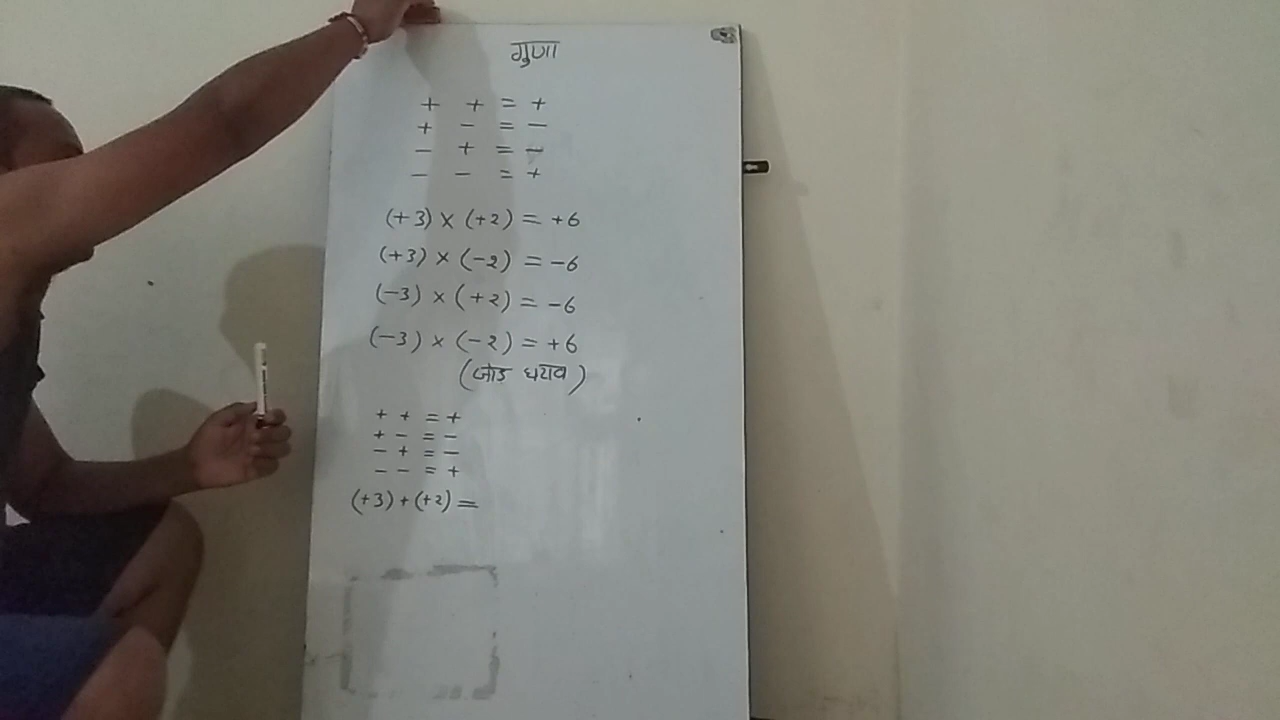 गुणा
+ + = +
+ - = -
- + = -
- - = +
(+3) × (+2) = +6
(+3) × (-2) = -6
(-3) × (+2) = -6
(-3) × (-2) = +6
(जोड घटाव)
+ + = +
+ - = -
- + = -
- - = +
(+3) + (+2) =